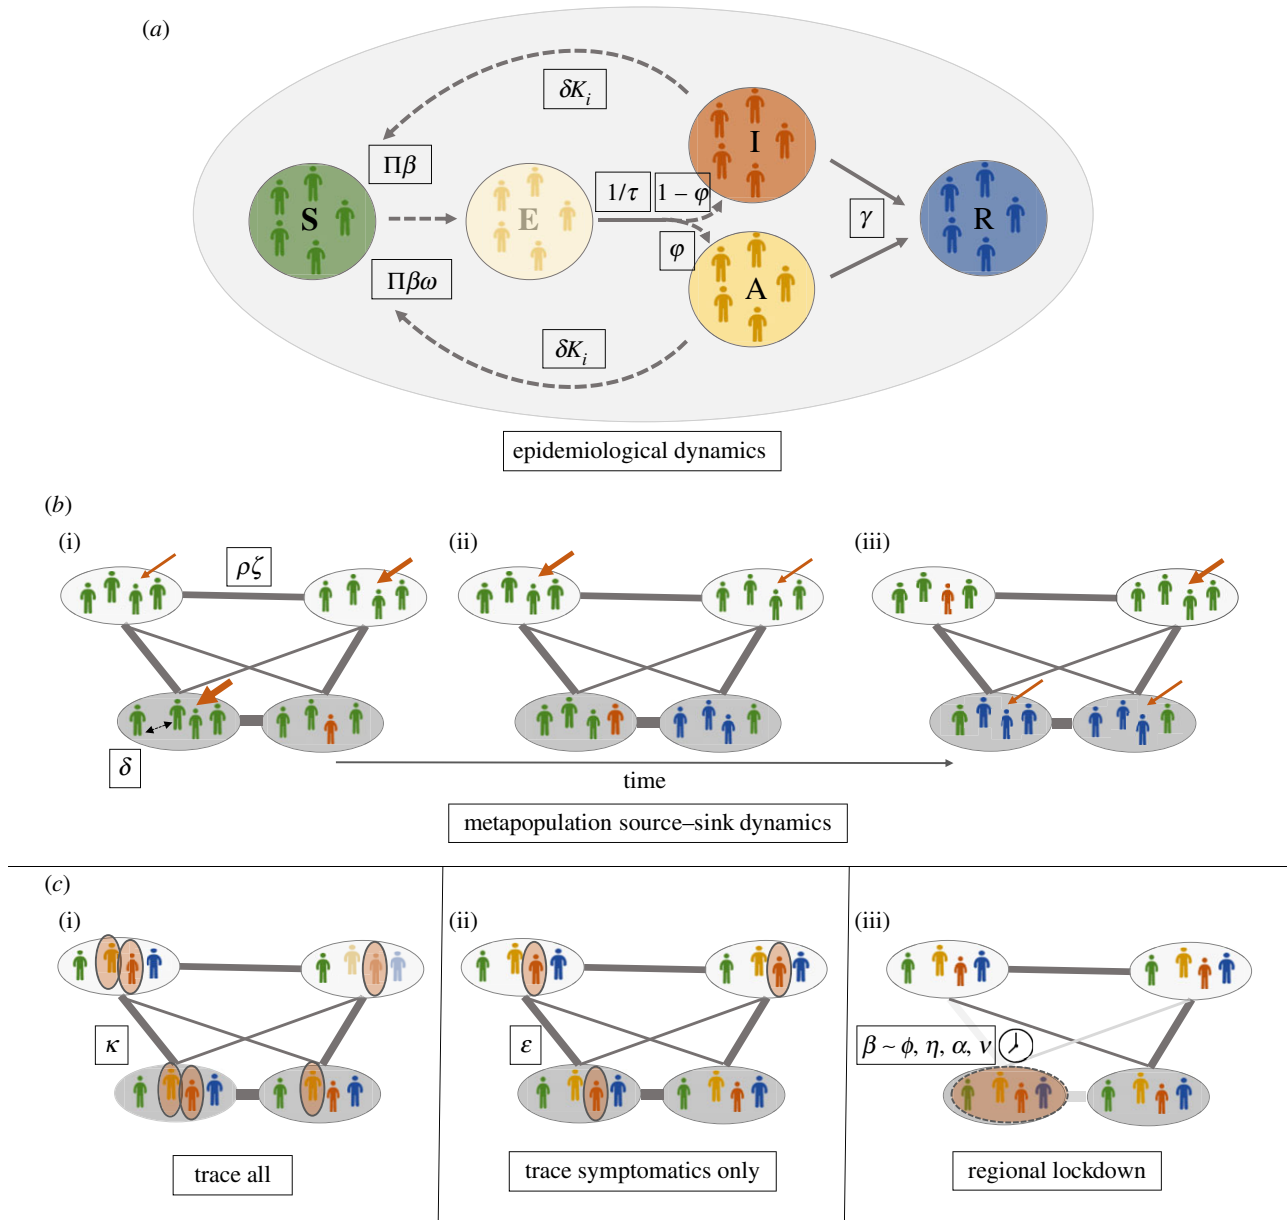 (a)
δK_i
I
Πβ
1/τ
1 – φ
S
E
γ
R
φ
Πβω
A
δK_i
epidemiological dynamics
(b)
(i)
(ii)
(iii)
ρζ
δ
time
metapopulation source–sink dynamics
(c)
(i)
(ii)
(iii)
κ
ε
β ~ ϕ, η, α, ν
trace all
trace symptomatics only
regional lockdown